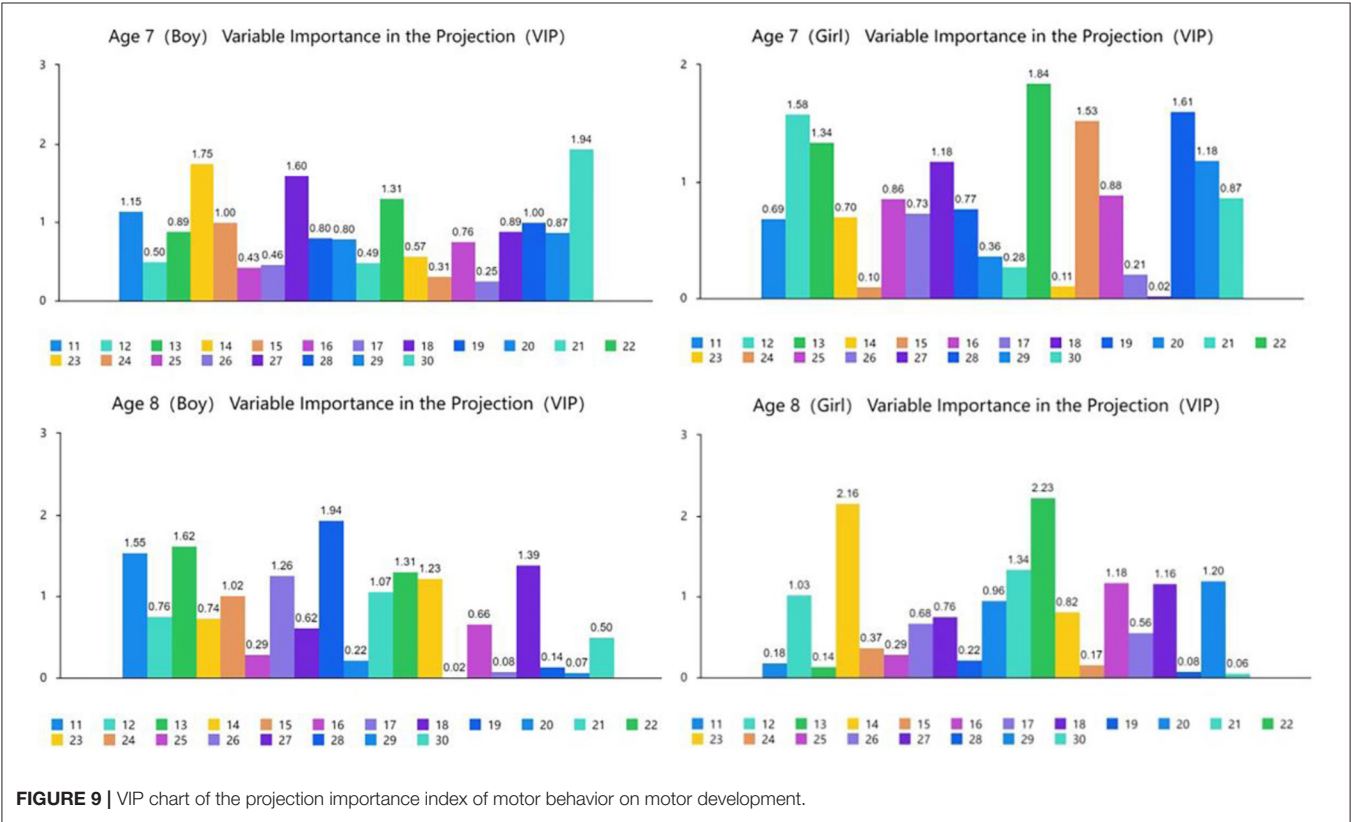 Age 7 (Boy) Variable Importance in the Projection (VIP)
3
2
1
0
1.15 0.50 0.89 1.75 1.00 0.43 0.46 1.60 0.80 0.80 0.49 1.31 0.57 0.31 0.76 0.25 0.89 1.00 0.87 1.94
11 12 13 14 15 16 17 18 19 20 21 22
23 24 25 26 27 28 29 30
Age 7 (Girl) Variable Importance in the Projection (VIP)
2
1
0
0.69 1.58 1.34 0.70 0.10 0.86 0.73 1.18 0.77 0.36 0.28 1.84 0.11 1.53 0.88 0.21 0.02 1.61 1.18 0.87
11 12 13 14 15 16 17 18 19 20 21 22
23 24 25 26 27 28 29 30
Age 8 (Boy) Variable Importance in the Projection (VIP)
3
2
1
0
1.55 0.76 1.62 0.74 1.02 0.29 1.26 0.62 1.94 0.22 1.07 1.31 1.23 0.02 0.66 0.08 1.39 0.14 0.07 0.50
11 12 13 14 15 16 17 18 19 20 21 22
23 24 25 26 27 28 29 30
Age 8 (Girl) Variable Importance in the Projection (VIP)
3
2
1
0
0.18 1.03 0.14 2.16 0.37 0.29 0.68 0.76 0.22 0.96 1.34 2.23 0.82 0.17 1.18 0.56 1.16 0.08 1.20 0.06
11 12 13 14 15 16 17 18 19 20 21 22
23 24 25 26 27 28 29 30
FIGURE 9 | VIP chart of the projection importance index of motor behavior on motor development.